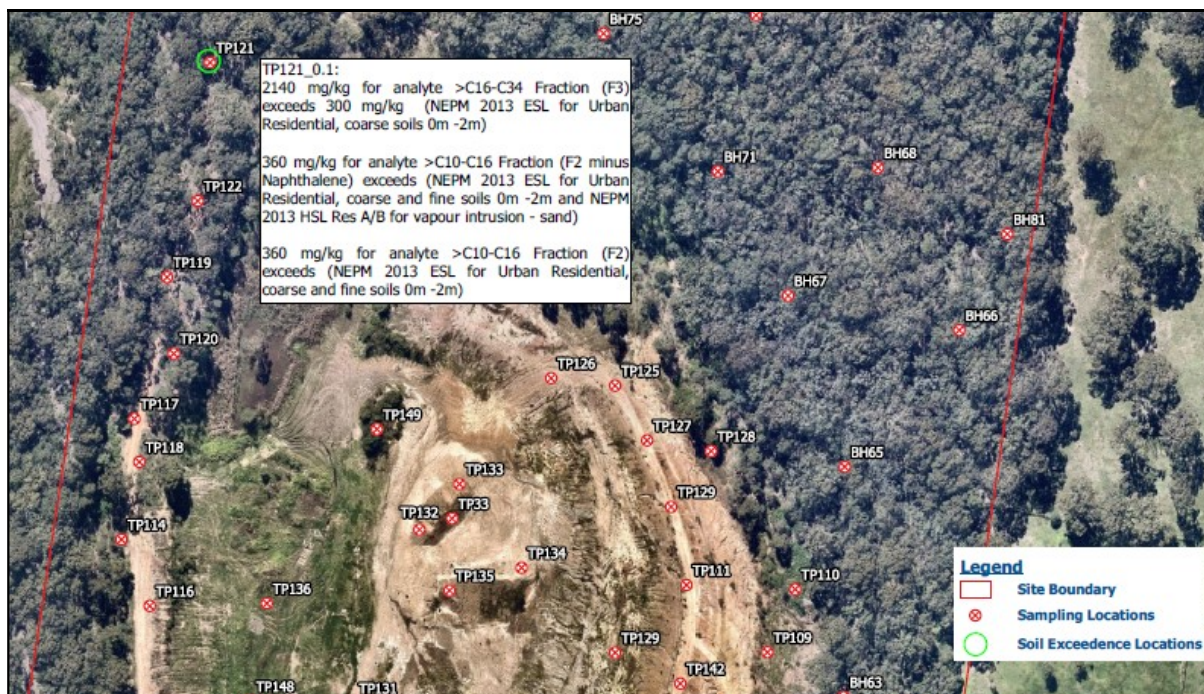 BH75
TP121
TP121_0.1:
2140 mg/kg for analyte >C16-C34 Fraction (F3)
exceeds 300 mg/kg (NEPM 2013 ESL for Urban
Residential, coarse soils 0m -2m)
360 mg/kg for analyte >C10-C16 Fraction (F2 minus
Naphthalene) exceeds (NEPM 2013 ESL for Urban
Residential, coarse and fine soils 0m -2m and NEPM
2013 HSL Res A/B for vapour intrusion - sand)
360 mg/kg for analyte >C10-C16 Fraction (F2)
exceeds (NEPM 2013 ESL for Urban Residential,
coarse and fine soils 0m -2m)
BH71
BH68
TP122
BH81
TP119
BH67
BH66
TP120
TP126
TP125
TP117
TP149
TP127
TP128
TP118
BH65
TP133
TP129
TP33
TP132
TP114
TP134
TP135
TP111
TP110
TP116
TP136
TP129
TP109
TP142
TP148
TP131
BH63
Legend
Site Boundary
Sampling Locations
Soil Exceedence Locations